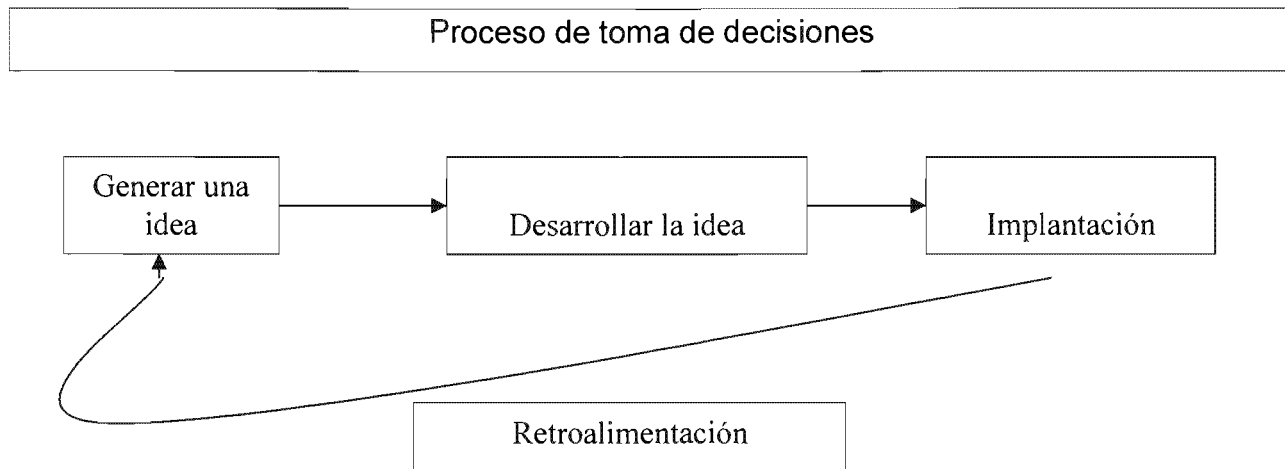 Proceso de toma de decisiones
Generar una
idea
Desarrollar la idea
Implantación
Retroalimentación